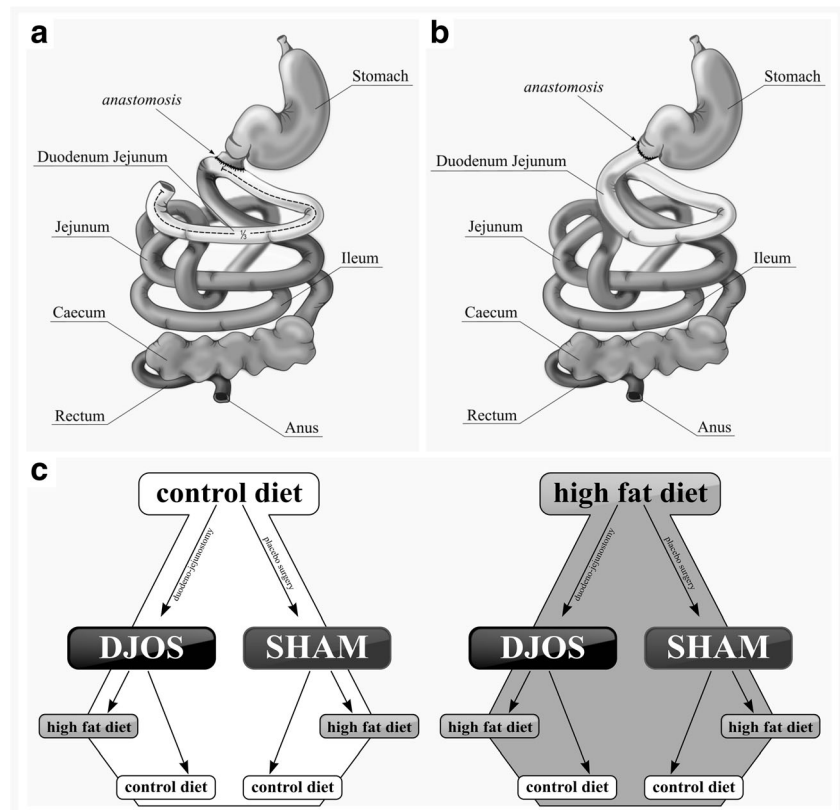 a
Stomach
anastomosis
Duodenum Jejunum
⅓
Jejunum
Ileum
Caecum
Rectum
Anus
b
Stomach
anastomosis
Duodenum Jejunum
Jejunum
Ileum
Caecum
Rectum
Anus
c
control diet
duodeno-jejunostomy
placebo surgery
DJOS
SHAM
high fat diet
high fat diet
control diet
control diet
high fat diet
duodeno-jejunostomy
placebo surgery
DJOS
SHAM
high fat diet
high fat diet
control diet
control diet